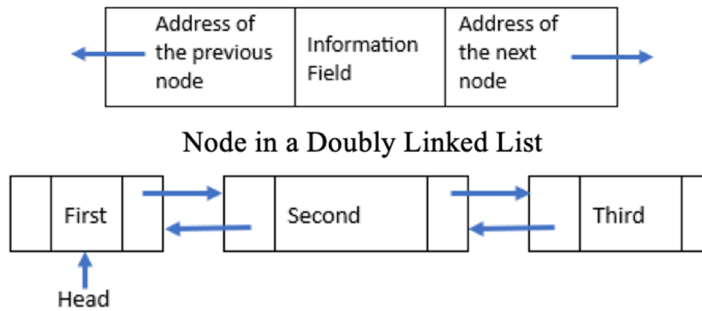 Address of
the previous
node
Information
Field
Address of
the next
node
Node in a Doubly Linked List
First
Second
Third
Head